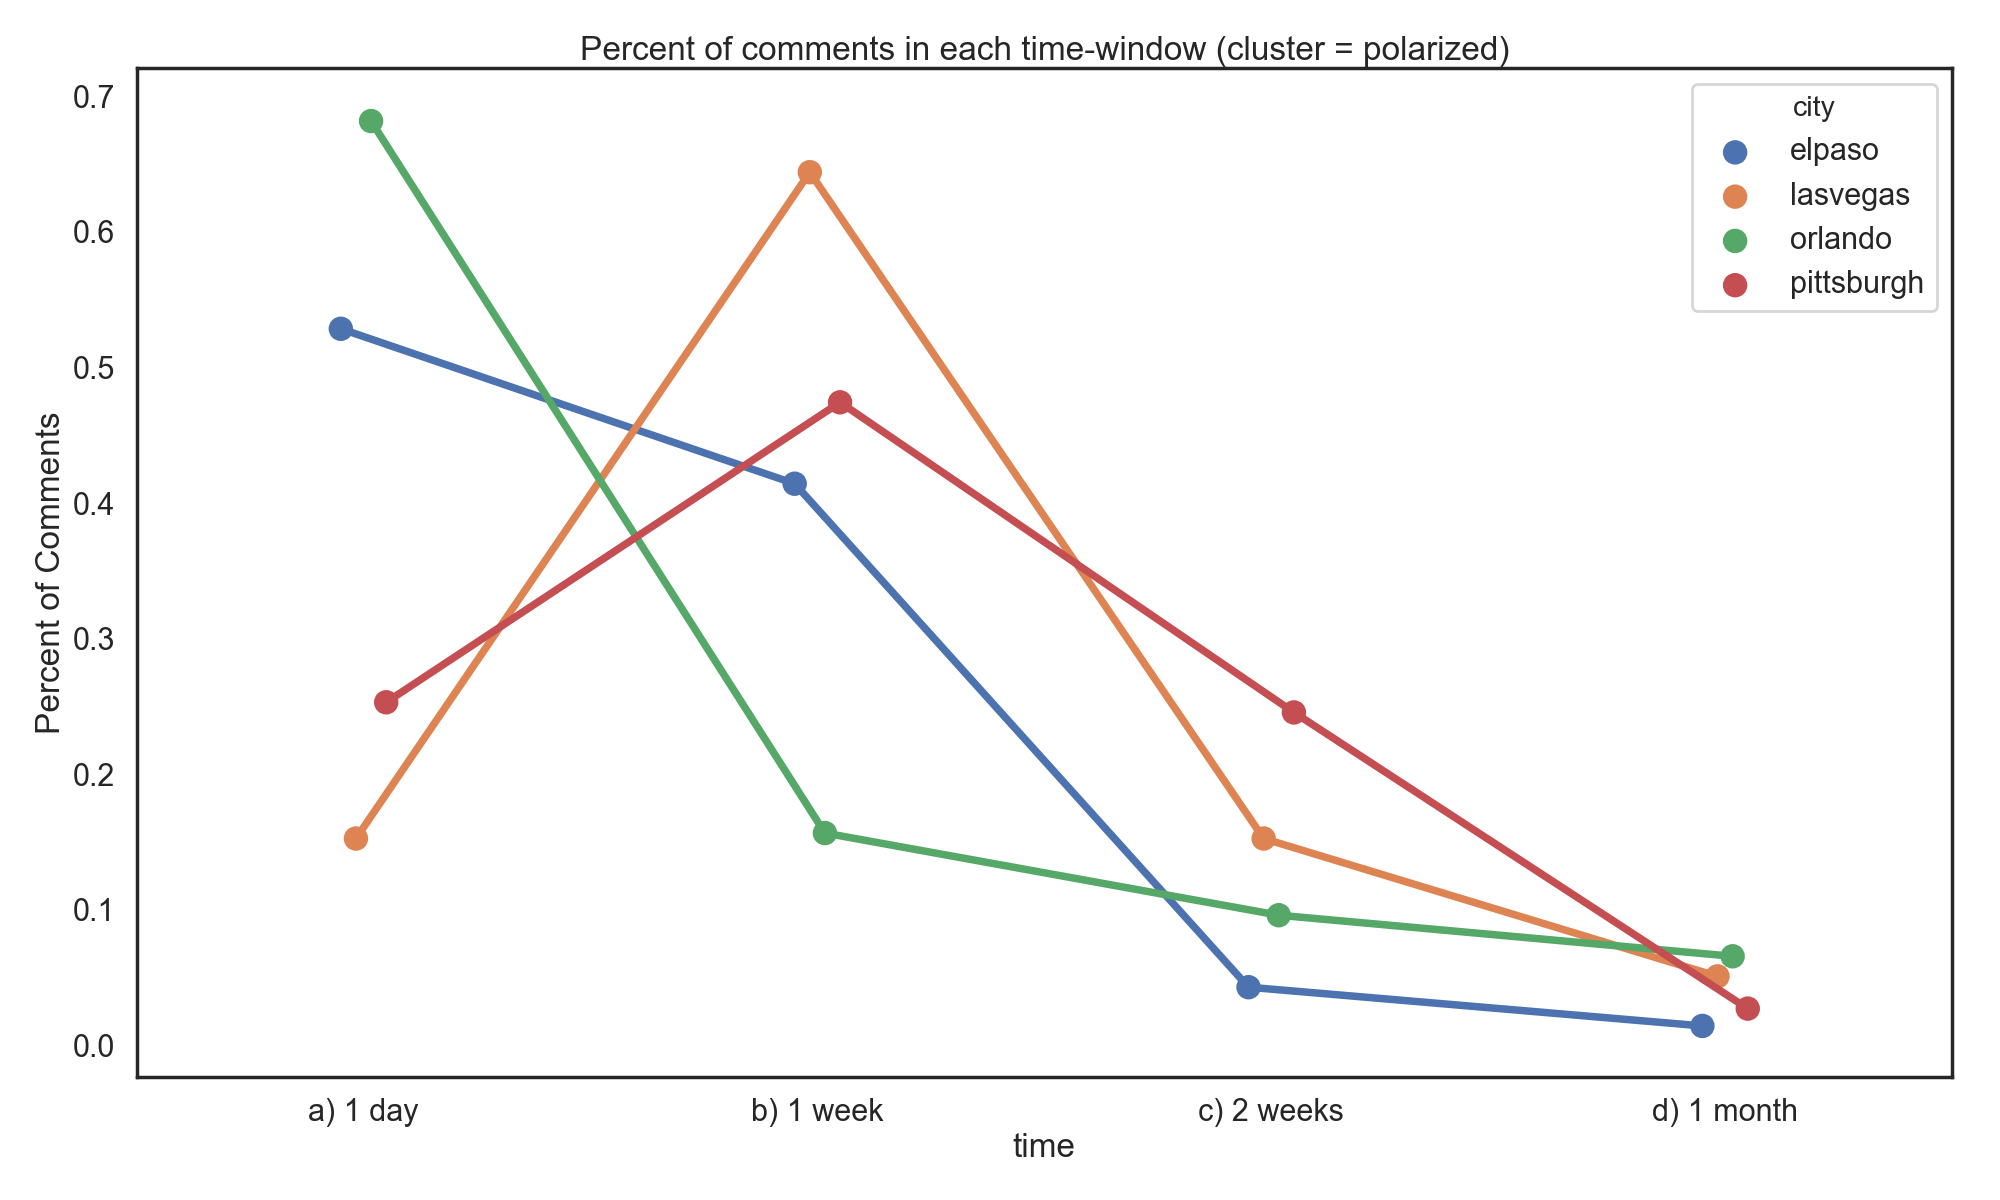 Percent of comments in each time-window (cluster = polarized)
0.7
0.6
0.5
0.4
0.3
0.2
0.1
0.0
Percent of Comments
city
elpaso
lasvegas
orlando
pittsburgh
a) 1 day
b) 1 week
c) 2 weeks
d) 1 month
time